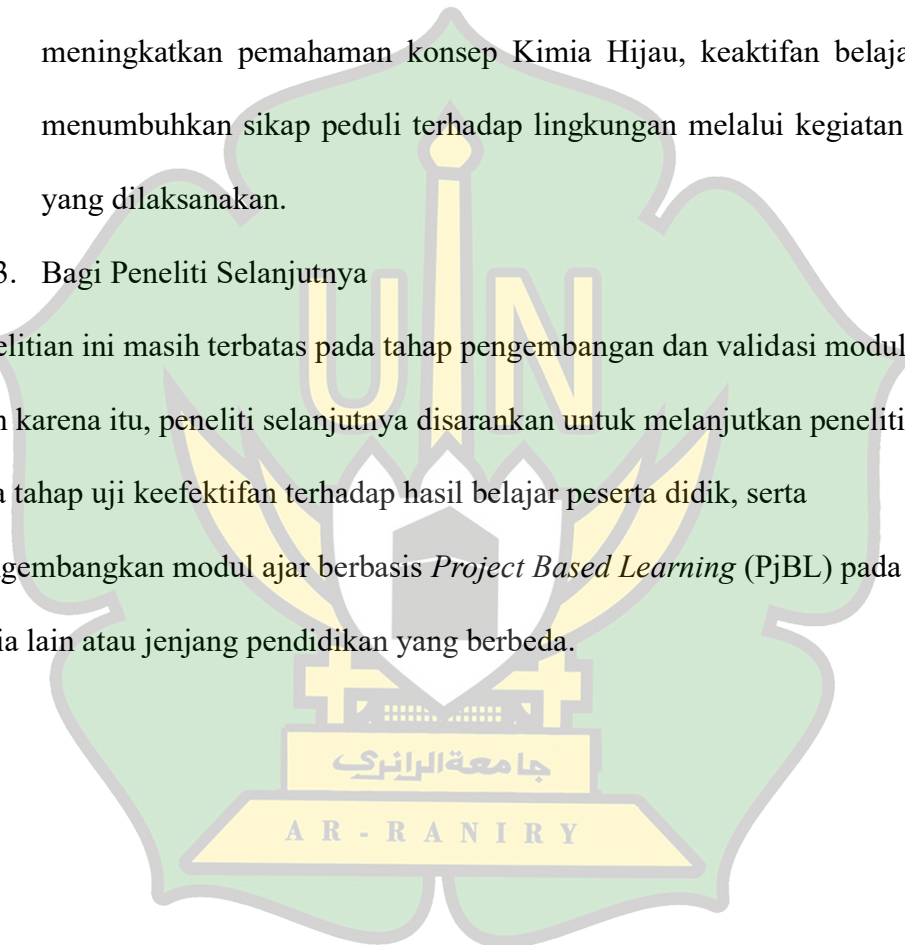 meningkatkan pemahaman konsep Kimia Hijau, keaktifan belaja
menumbuhkan sikap peduli terhadap lingkungan melalui kegiatan
yang dilaksanakan.
3. Bagi Peneliti Selanjutnya
elitian ini masih terbatas pada tahap pengembangan dan validasi modul
karena itu, peneliti selanjutnya disarankan untuk melanjutkan peneliti
a tahap uji keefektifan terhadap hasil belajar peserta didik, serta
gembangkan modul ajar berbasis Project Based Learning (PjBL) pada
ia lain atau jenjang pendidikan yang berbeda.
UIN
جامعة الرانري
AR-RANIRY